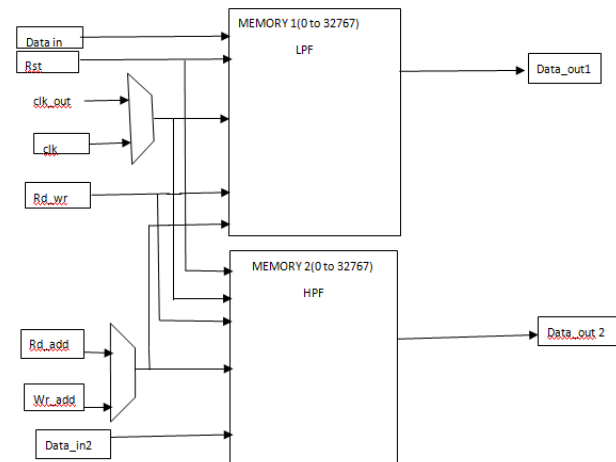 MEMORY 1(0 to 32767)
LPF
Data in
Rst
clk_out
clk
Rd_wr
Data_out1
MEMORY 2(0 to 32767)
HPF
Rd_add
Wr_add
Data_in2
Data_out 2